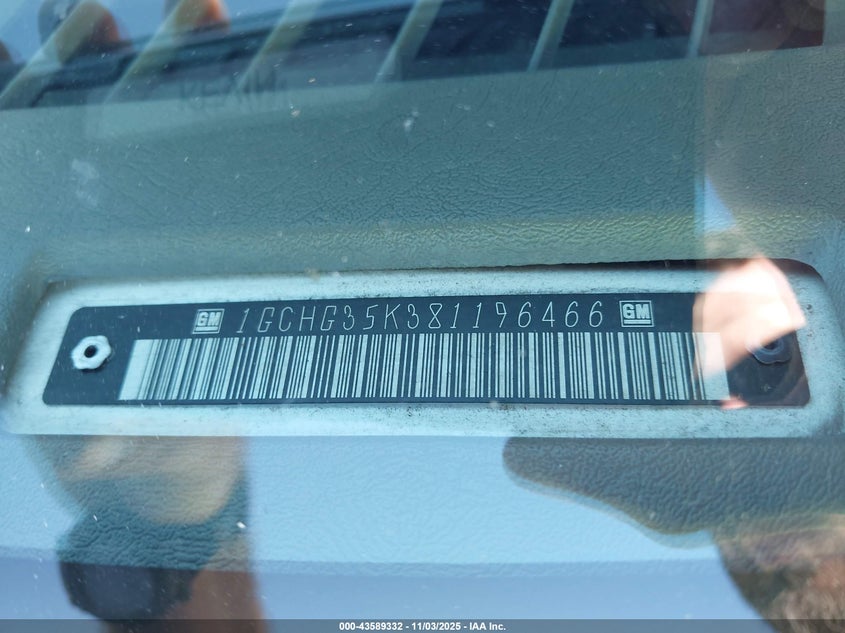 GM 1GCHG35K381196466 GM
000-43589332 - 11/03/2025 - IAA Inc.